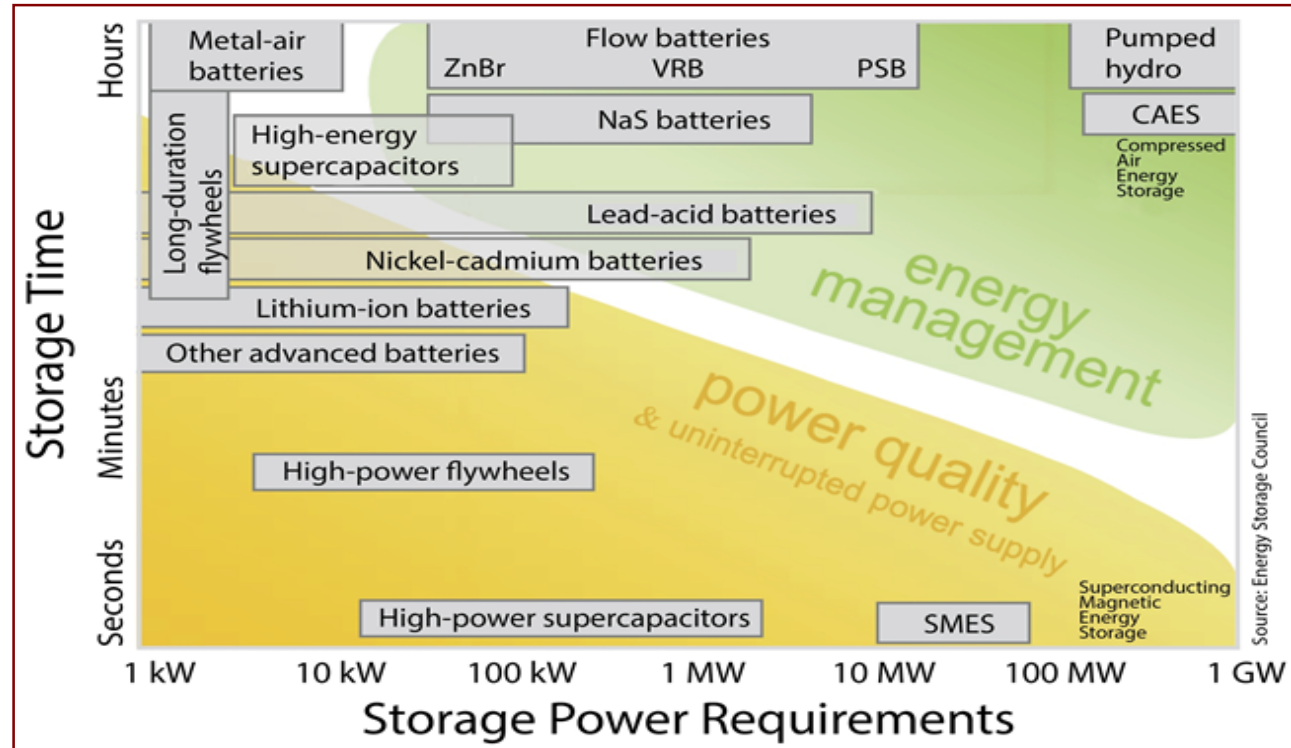 Hours
Minutes
Seconds
Storage Time
Metal-air
batteries
Flow batteries
ZnBr VRB PSB
Pumped
hydro
Long-duration
flywheels
High-energy
supercapacitors
NaS batteries
CAES
Compressed
Air
Energy
Storage
Lead-acid batteries
Nickel-cadmium batteries
Lithium-ion batteries
Other advanced batteries
energy
management
power quality
& uninterrupted power supply
High-power flywheels
High-power supercapacitors
SMES
Superconducting
Magnetic
Energy
Storage
Source: Energy Storage Council
1 kW 10 kW 100 kW 1 MW 10 MW 100 MW 1 GW
Storage Power Requirements